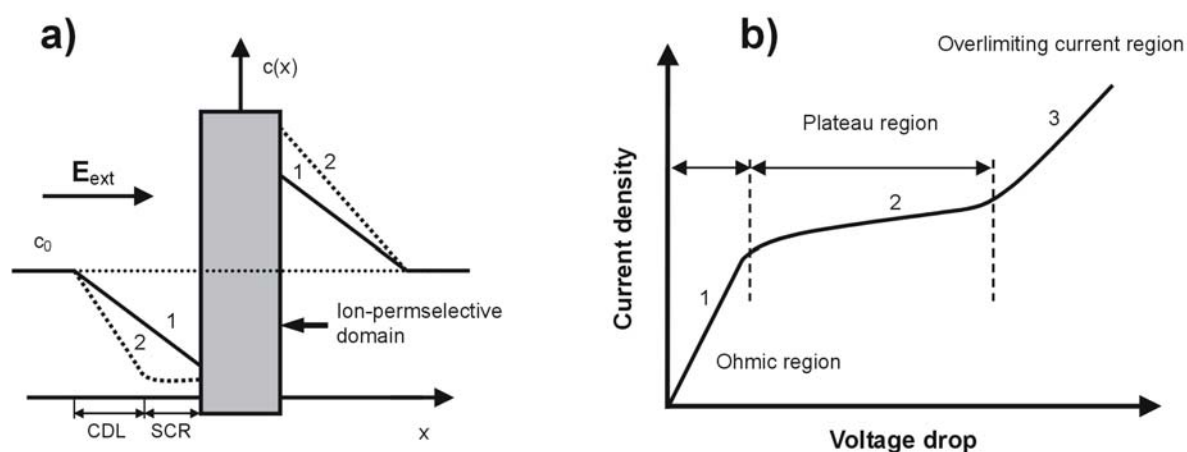 a)
c(x)
E ext
c0
1
2
1
2
Ion-permselective
domain
CDL
SCR
x
b)
Overlimiting current region
Plateau region
3
2
1
Ohmic region
Current density
Voltage drop